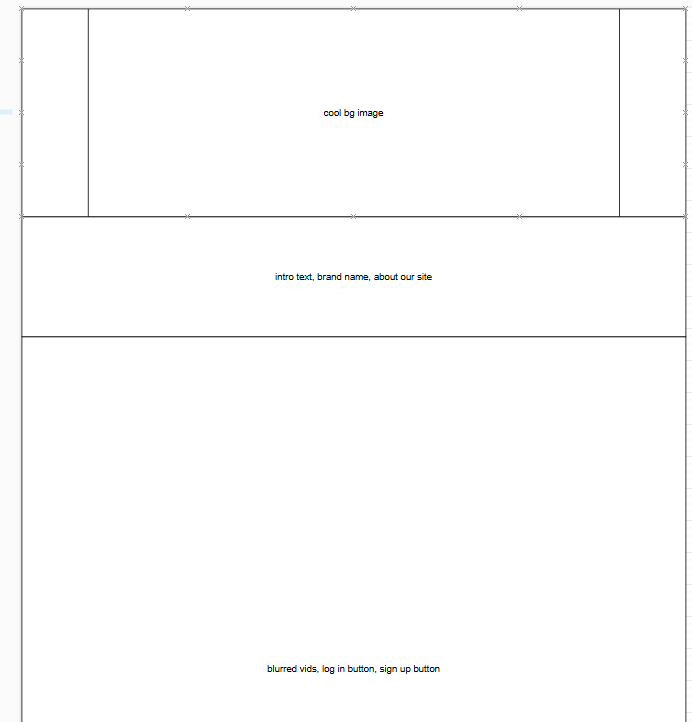 cool bg image
intro text, brand name, about our site
blurred vids, log in button, sign up button